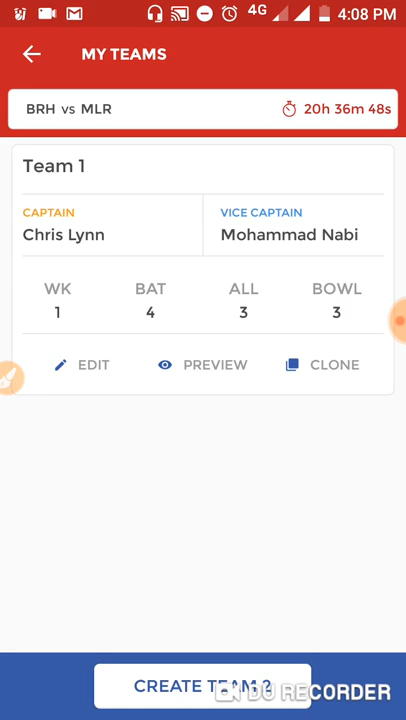 4G 4:08 PM
MY TEAMS
BRH vs MLR 20h 36m 48s
Team 1
CAPTAIN VICE CAPTAIN
Chris Lynn Mohammad Nabi
WK BAT ALL BOWL
1 4 3 3
EDIT PREVIEW CLONE
CREATE TEAM 2
DU RECORDER